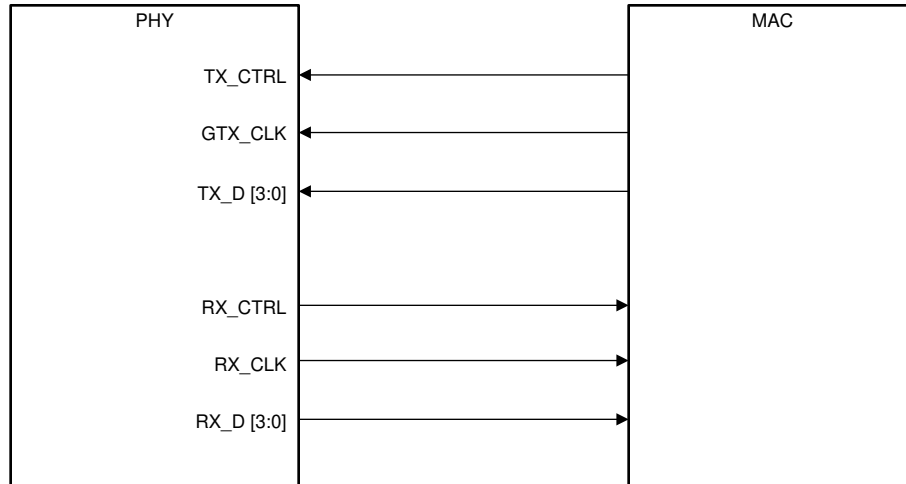 PHY
MAC
TX_CTRL
GTX_CLK
TX_D [3:0]
RX_CTRL
RX_CLK
RX_D [3:0]